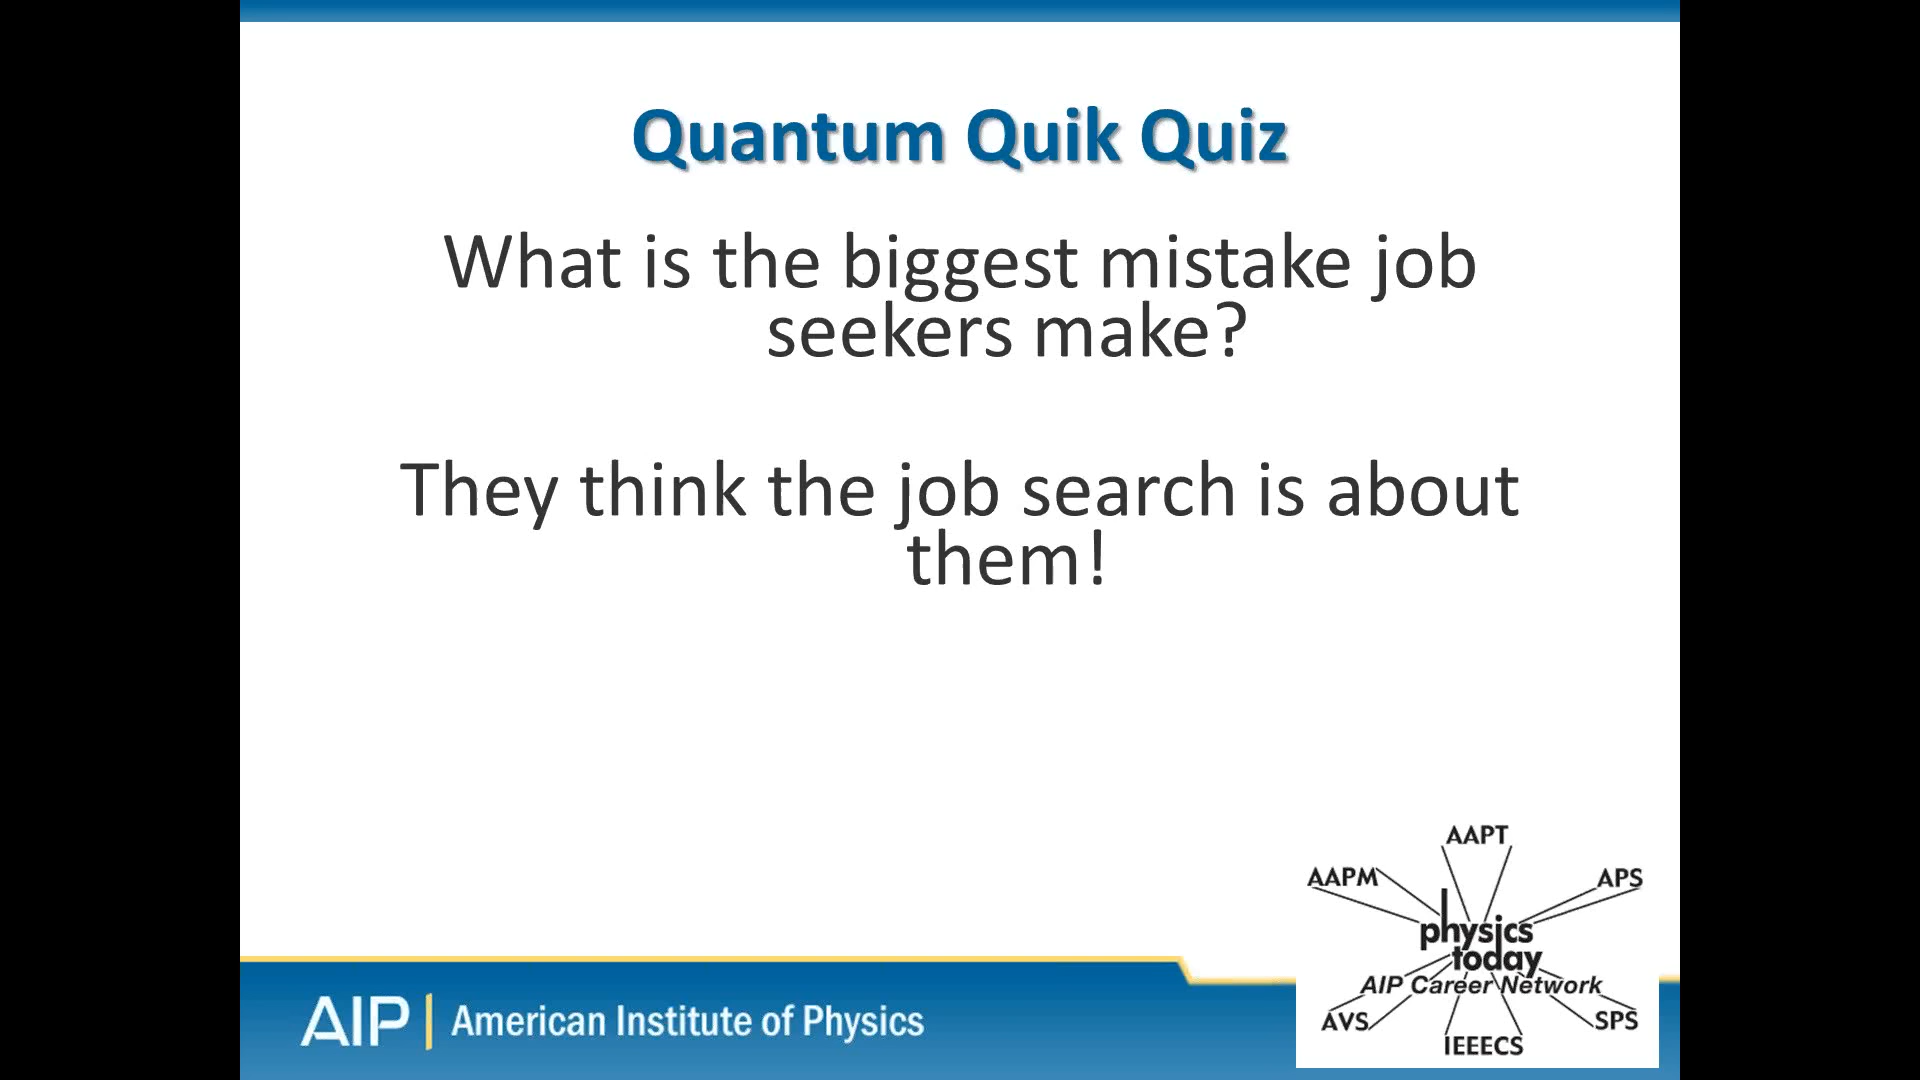 Quantum Quik Quiz
What is the biggest mistake job
seekers make?
They think the job search is about
them!
AAPT
AAPM
APS
physics
today
AIP Career Network
AVS
SPS
IEEECS
AIP | American Institute of Physics